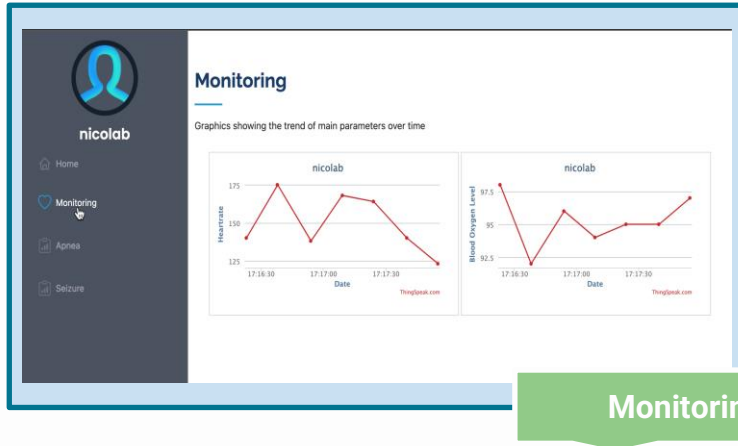 nicolab
Home
Monitoring
Apnea
Seizure
Monitoring
Graphics showing the trend of main parameters over time
nicolab
175
150
125
Heartrate
17:16:30 17:17:00 17:17:30
Date
ThingSpeak.com
nicolab
97.5
95
92.5
Blood Oxygen Level
17:16:30 17:17:00 17:17:30
Date
ThingSpeak.com
Monitorin